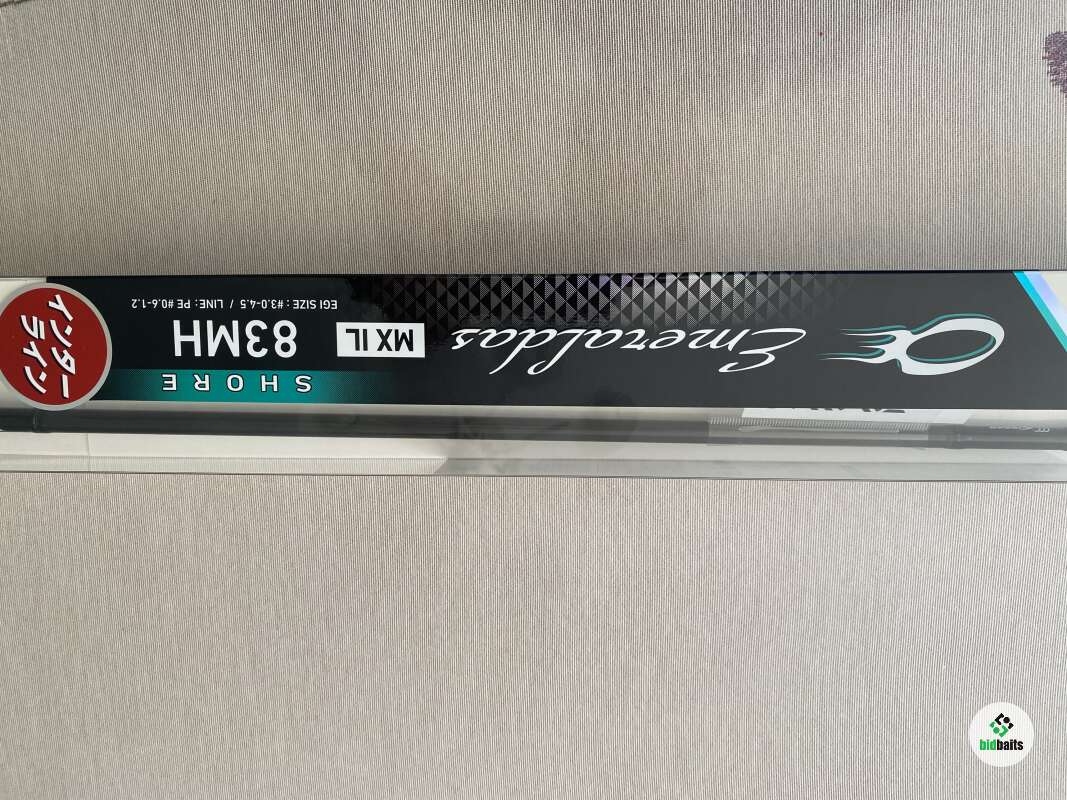 Emeraldas
MX IL
SHORE
83MH
EGI SIZE : #3.0-4.5 / LINE : PE #0.6-1.2
インター
ライン
bidbaits